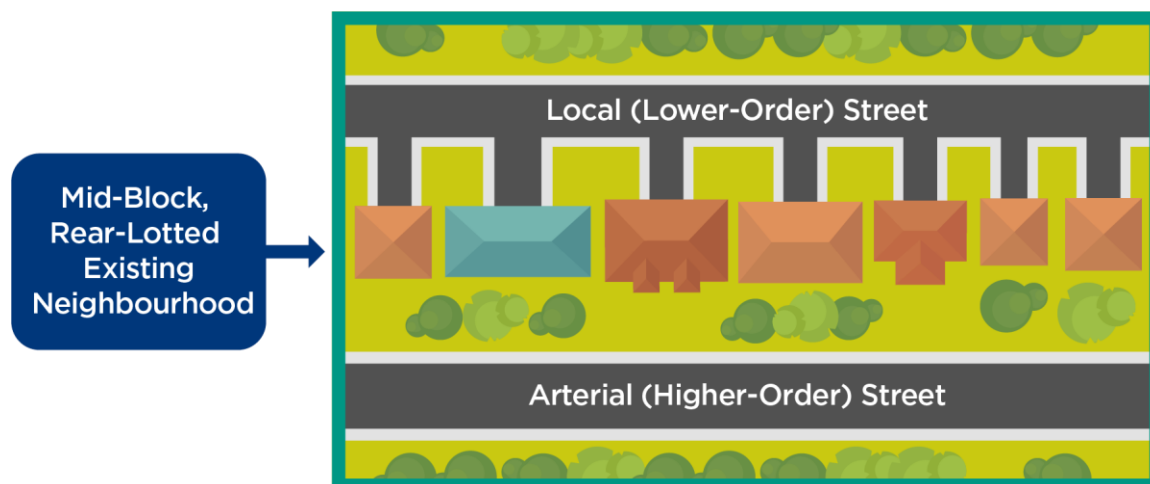 Mid-Block,
Rear-Lotted
Existing
Neighbourhood
Local (Lower-Order) Street
Arterial (Higher-Order) Street